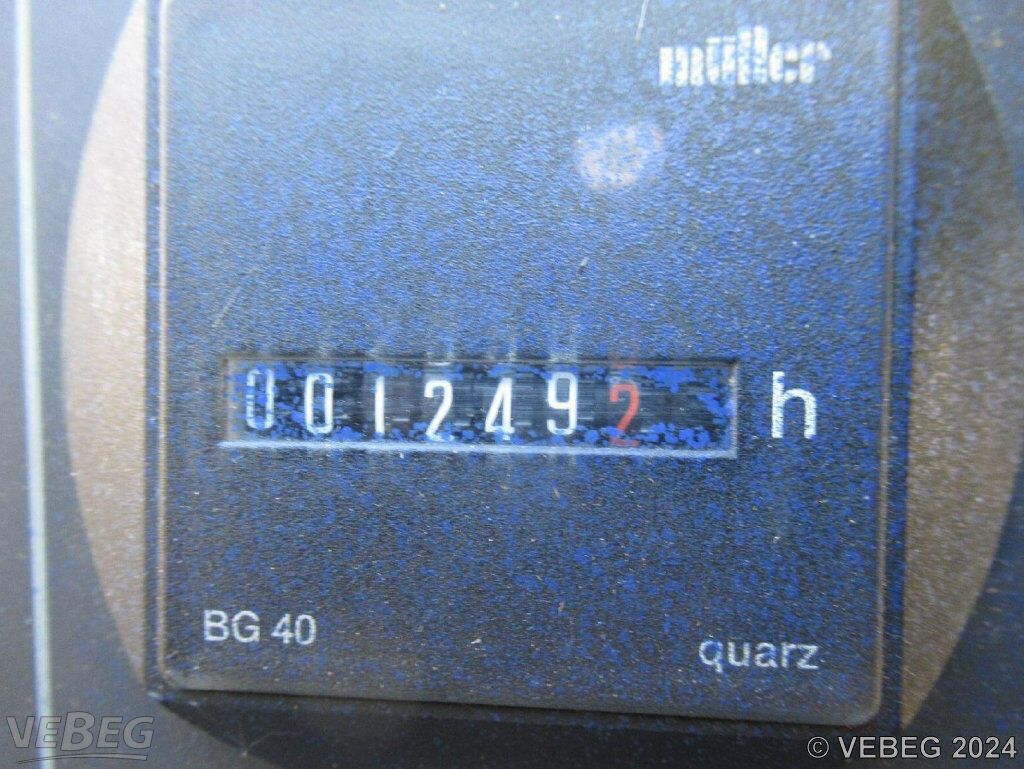 müller
0012492 h
BG 40
quarz
VEBEG
© VEBEG 2024